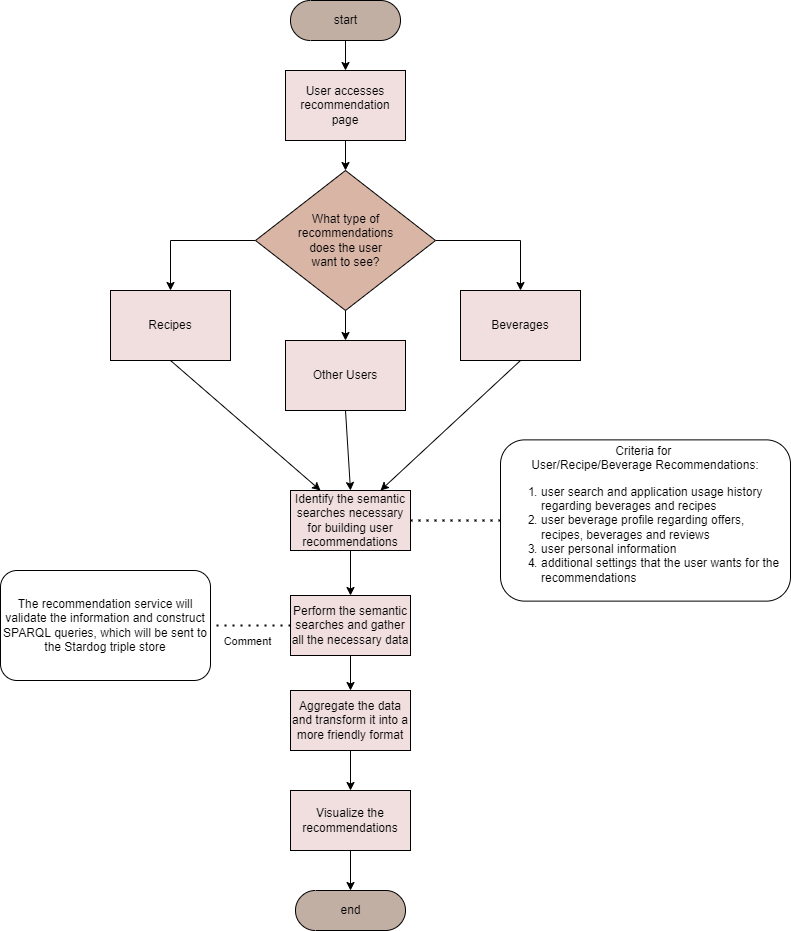 start
User accesses
recommendation
page
What type of
recommendations
does the user
want to see?
Recipes
Other Users
Beverages
Criteria for
User/Recipe/Beverage Recommendations:
1. user search and application usage history
regarding beverages and recipes
2. user beverage profile regarding offers,
recipes, beverages and reviews
3. user personal information
4. additional settings that the user wants for the
recommendations
Identify the semantic
searches necessary
for building user
recommendations
The recommendation service will
validate the information and construct
SPARQL queries, which will be sent to
the Stardog triple store
Comment
Perform the semantic
searches and gather
all the necessary data
Aggregate the data
and transform it into a
more friendly format
Visualize the
recommendations
end